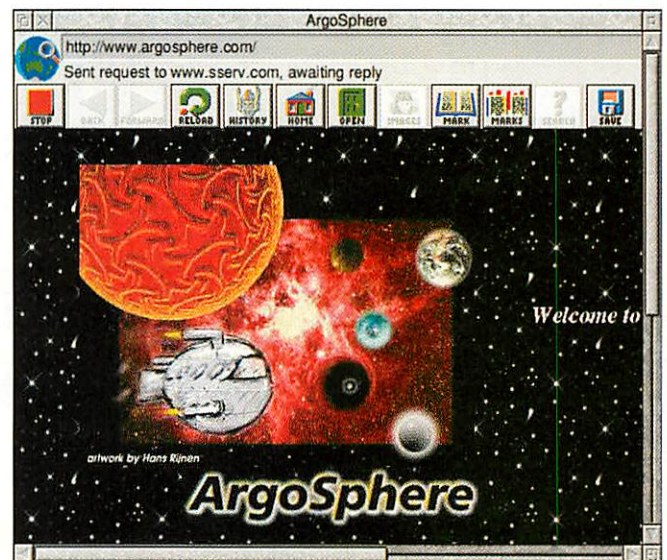 ArgoSphere
http://www.argosphere.com/
Sent request to www.sserv.com, awaiting reply
STOP BACK FORWARD RELOAD HISTORY HOME OPEN IMAGES MARK MARKS SEARCH SAVE
Welcome to
artwork by Hans Rijnen
ArgoSphere